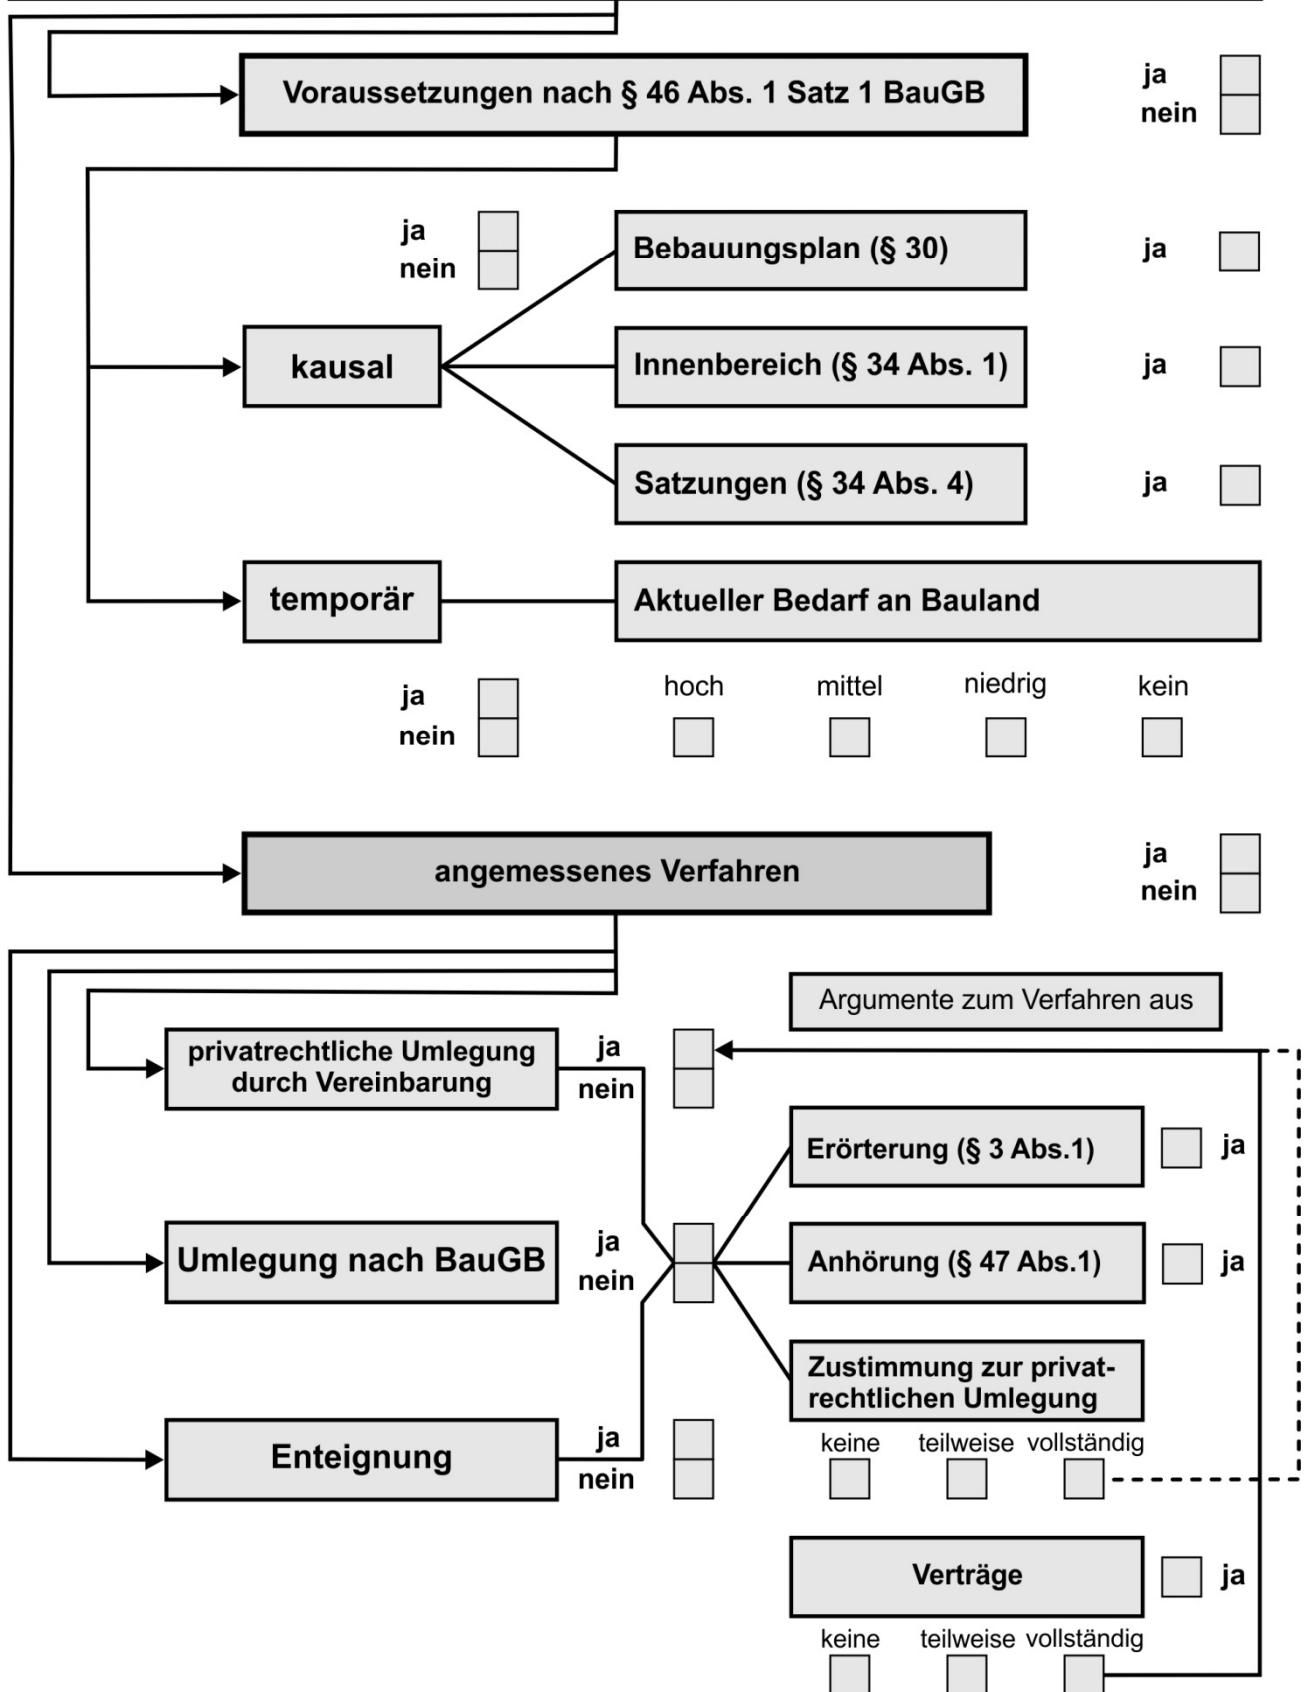 Voraussetzungen nach § 46 Abs. 1 Satz 1 BauGB
ja
nein
ja
nein
Bebauungsplan (§ 30)
ja
kausal
Innenbereich (§ 34 Abs. 1)
ja
Satzungen (§ 34 Abs. 4)
ja
temporär
Aktueller Bedarf an Bauland
ja
nein
hoch
mittel
niedrig
kein
angemessenes Verfahren
ja
nein
Argumente zum Verfahren aus
privatrechtliche Umlegung
durch Vereinbarung
ja
nein
Erörterung (§ 3 Abs.1)
ja
Umlegung nach BauGB
ja
nein
Anhörung (§ 47 Abs.1)
ja
Zustimmung zur privat-
rechtlichen Umlegung
keine
teilweise
vollständig
Enteignung
ja
nein
Verträge
ja
keine
teilweise
vollständig